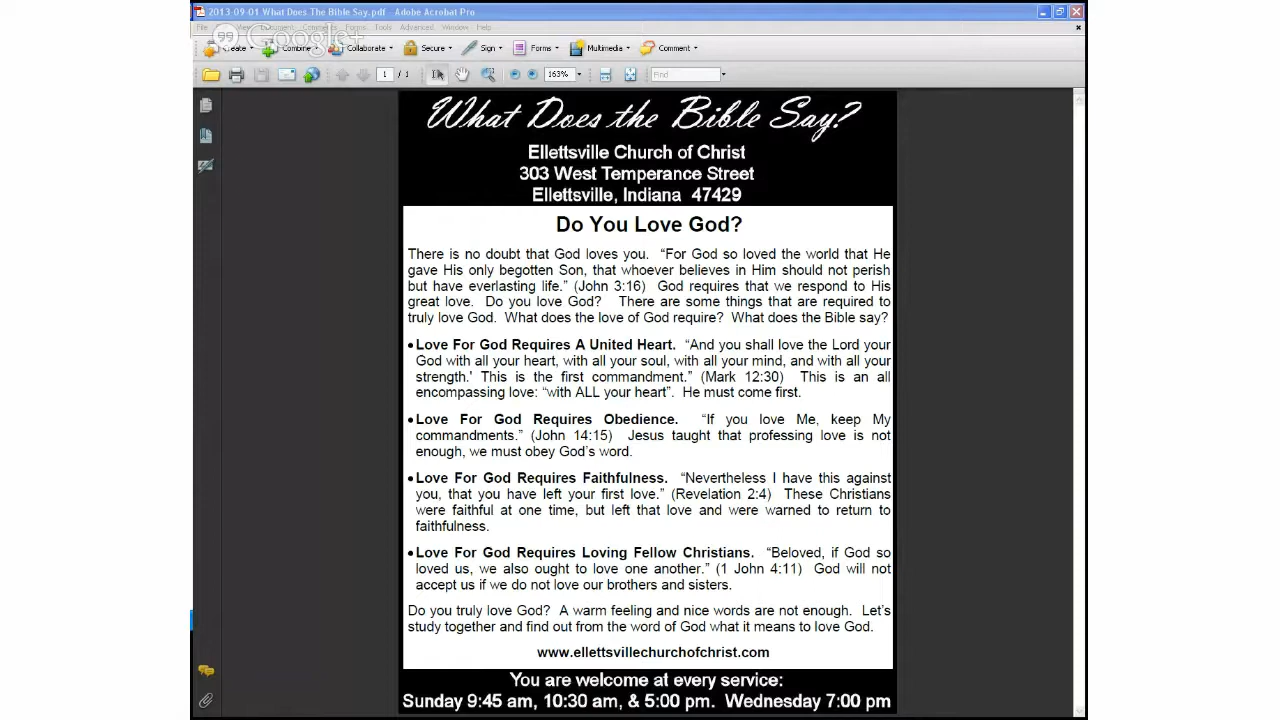 2013-09-01 What Does The Bible Say.pdf - Adobe Acrobat Pro
File View Document Comments Forms Tools Advanced Window Help
Google+
Create Combine Collaborate Secure Sign Forms Multimedia Comment
1 / 1 163% Find
What Does the Bible Say?
Ellettsville Church of Christ
303 West Temperance Street
Ellettsville, Indiana 47429
Do You Love God?
There is no doubt that God loves you. “For God so loved the world that He
gave His only begotten Son, that whoever believes in Him should not perish
but have everlasting life.” (John 3:16) God requires that we respond to His
great love. Do you love God? There are some things that are required to
truly love God. What does the love of God require? What does the Bible say?
•Love For God Requires A United Heart. “And you shall love the Lord your
God with all your heart, with all your soul, with all your mind, and with all your
strength.' This is the first commandment.” (Mark 12:30) This is an all
encompassing love: “with ALL your heart”. He must come first.
•Love For God Requires Obedience. “If you love Me, keep My
commandments.” (John 14:15) Jesus taught that professing love is not
enough, we must obey God’s word.
•Love For God Requires Faithfulness. “Nevertheless I have this against
you, that you have left your first love.” (Revelation 2:4) These Christians
were faithful at one time, but left that love and were warned to return to
faithfulness.
•Love For God Requires Loving Fellow Christians. “Beloved, if God so
loved us, we also ought to love one another.” (1 John 4:11) God will not
accept us if we do not love our brothers and sisters.
Do you truly love God? A warm feeling and nice words are not enough. Let’s
study together and find out from the word of God what it means to love God.
www.ellettsvillechurchofchrist.com
You are welcome at every service:
Sunday 9:45 am, 10:30 am, & 5:00 pm. Wednesday 7:00 pm